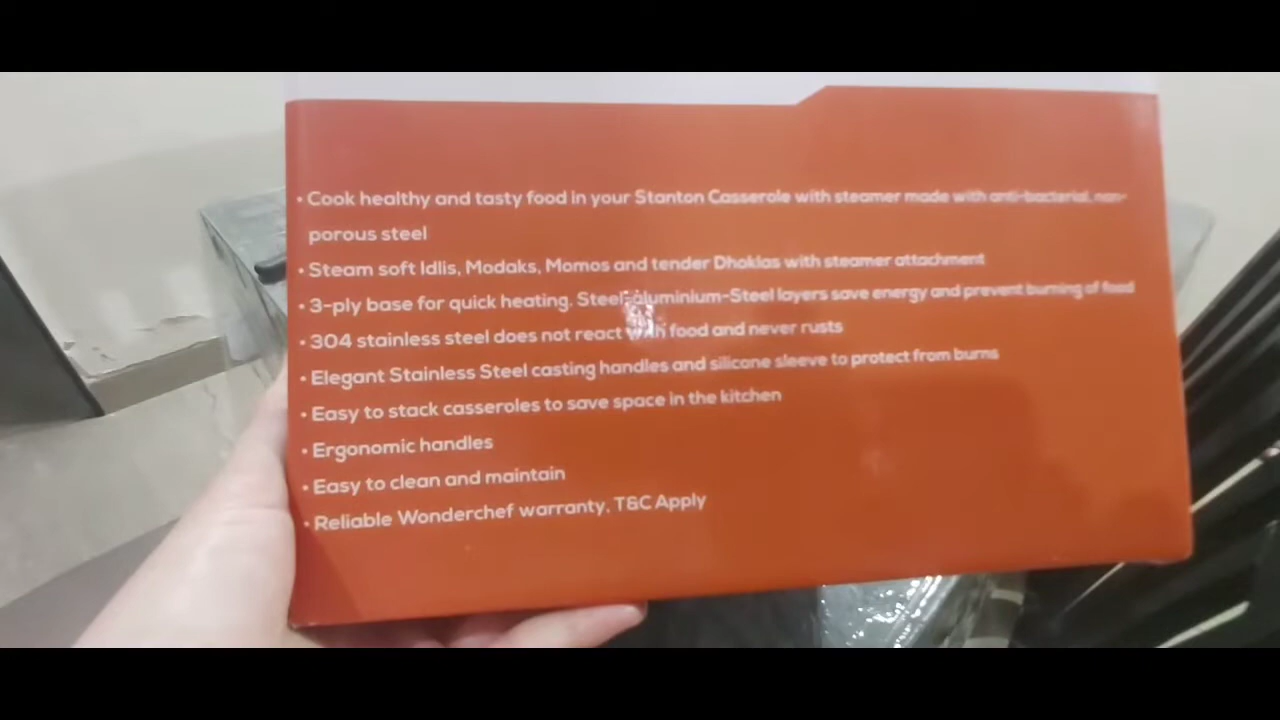 • Cook healthy and tasty food in your Stanton Casserole with steamer made with anti-bacterial, non-
porous steel
• Steam soft Idlis, Modaks, Momos and tender Dhoklas with steamer attachment
• 3-ply base for quick heating. Steel-Aluminium-Steel layers save energy and prevent burning of food
• 304 stainless steel does not react with food and never rusts
• Elegant Stainless Steel casting handles and silicone sleeve to protect from burns
• Easy to stack casseroles to save space in the kitchen
• Ergonomic handles
• Easy to clean and maintain
• Reliable Wonderchef warranty, T&C Apply